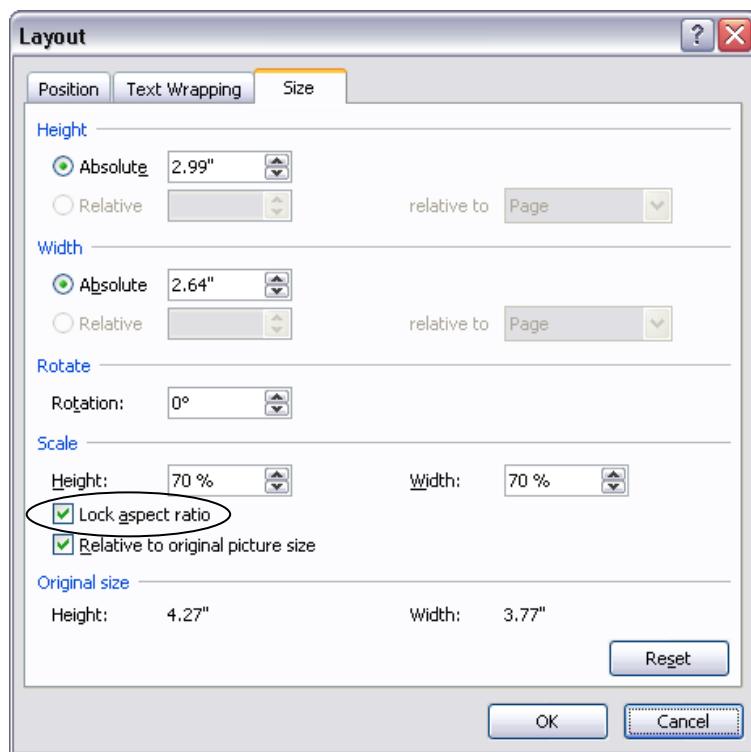 Layout
Position Text Wrapping Size
Height
Absolute 2.99"
Relative relative to Page
Width
Absolute 2.64"
Relative relative to Page
Rotate
Rotation: 0°
Scale
Height: 70 % Width: 70 %
Lock aspect ratio
Relative to original picture size
Original size
Height: 4.27" Width: 3.77"
Reset
OK Cancel